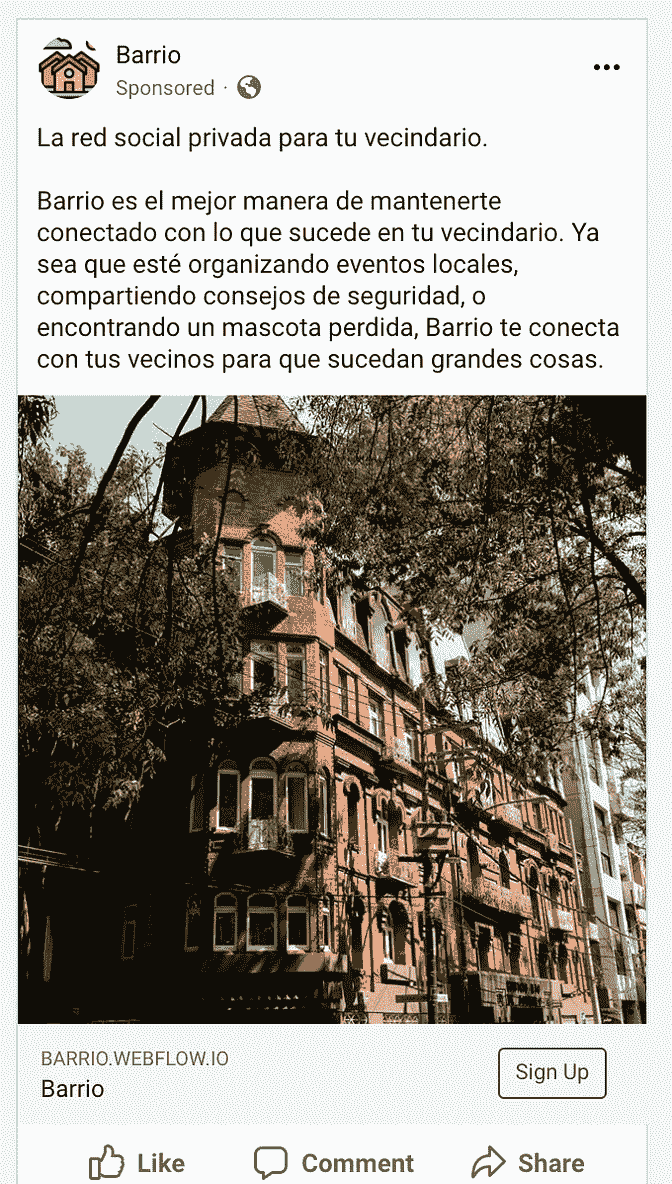 Barrio
Sponsored ·
La red social privada para tu vecindario.
Barrio es el mejor manera de mantenerte
conectado con lo que sucede en tu vecindario. Ya
sea que esté organizando eventos locales,
compartiendo consejos de seguridad, o
encontrando un mascota perdida, Barrio te conecta
con tus vecinos para que sucedan grandes cosas.
BARRIO.WEBFLOW.IO
Barrio
Sign Up
Like
Comment
Share